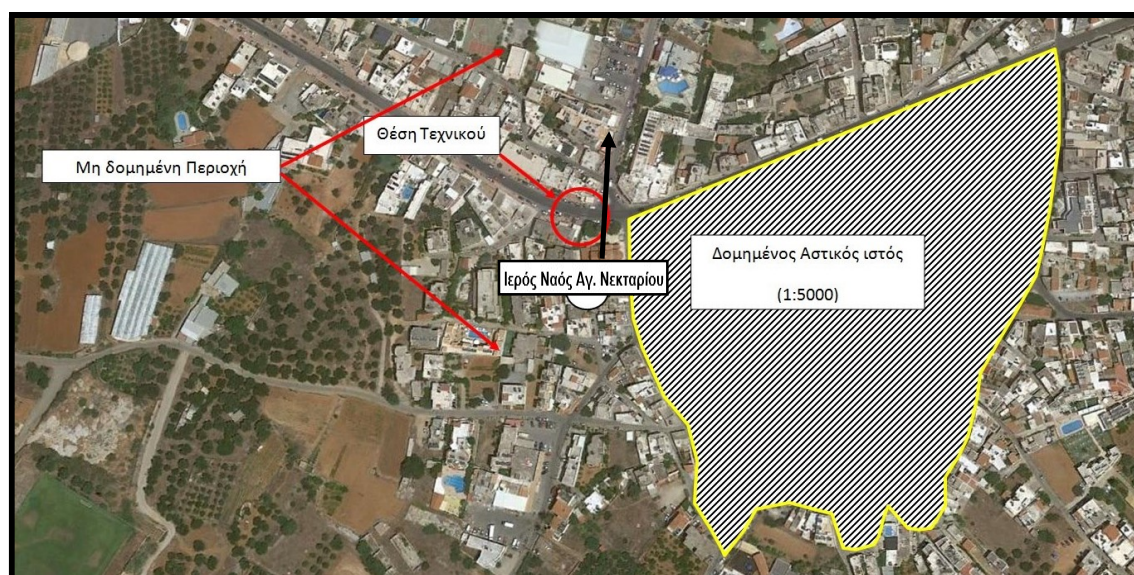 Θέση Τεχνικού
Μη δομημένη Περιοχή
Δομημένος Αστικός ιστός
(1:5000)
Ιερός Ναός Αγ. Νεκταρίου